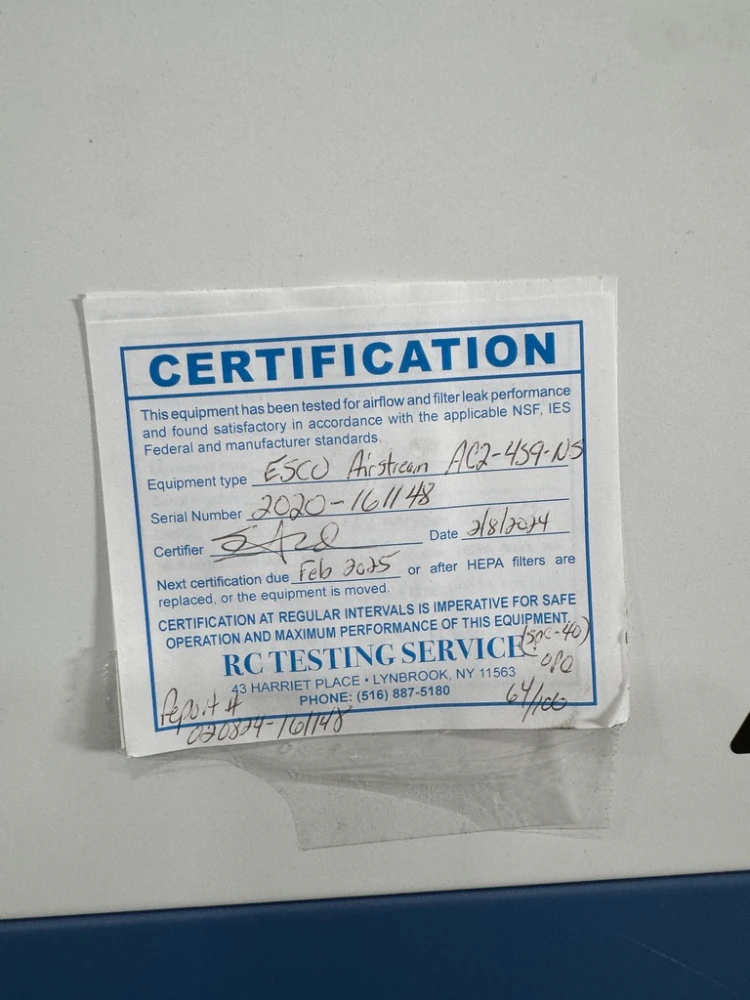 CERTIFICATION
This equipment has been tested for airflow and filter leak performance
and found satisfactory in accordance with the applicable NSF, IES
Federal and manufacturer standards.
Equipment type ESCO Airstream AC2-4S9-NS
Serial Number 2020-161148
Certifier Date 2/8/2024
Next certification due Feb 2025 or after HEPA filters are
replaced, or the equipment is moved.
CERTIFICATION AT REGULAR INTERVALS IS IMPERATIVE FOR SAFE
OPERATION AND MAXIMUM PERFORMANCE OF THIS EQUIPMENT
RC TESTING SERVICE
43 HARRIET PLACE • LYNBROOK, NY 11563
PHONE: (516) 887-5180
64/100
Report #
020824-161148